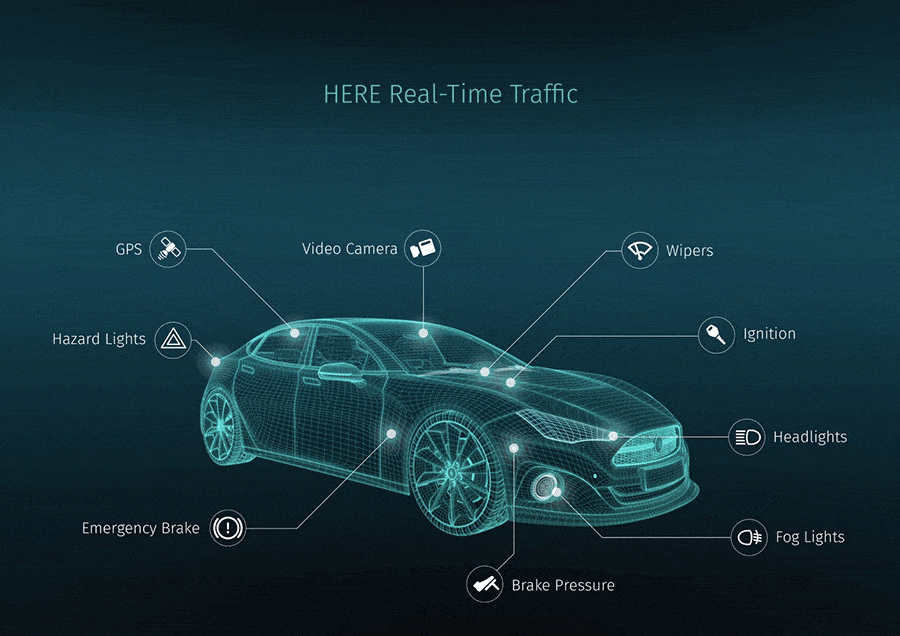 HERE Real-Time Traffic
GPS
Video Camera
Wipers
Hazard Lights
Ignition
Headlights
Emergency Brake
Fog Lights
Brake Pressure